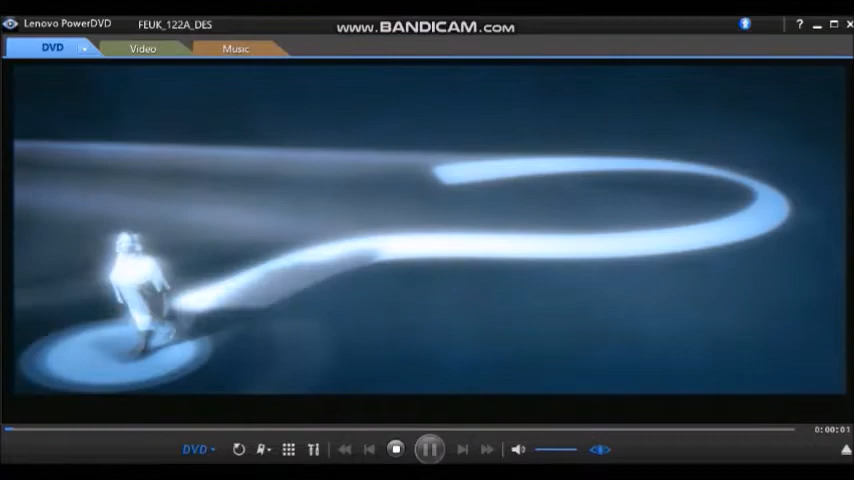 Lenovo PowerDVD FEUK_122A_DES www.BANDICAM.com ?
DVD Video Music
0:00:01
DVD